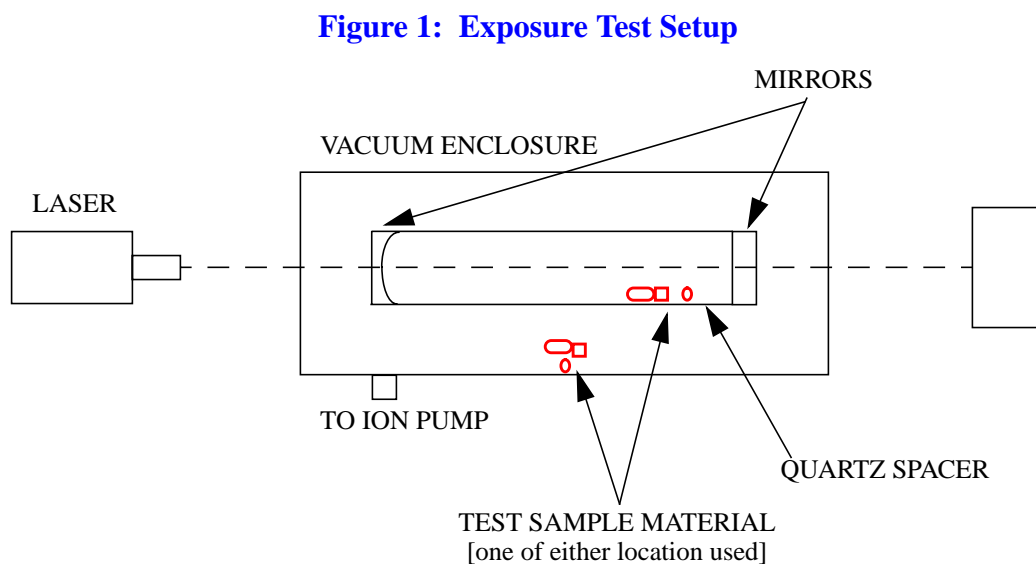 Figure 1: Exposure Test Setup
MIRRORS
VACUUM ENCLOSURE
LASER
TO ION PUMP
QUARTZ SPACER
TEST SAMPLE MATERIAL
[one of either location used]